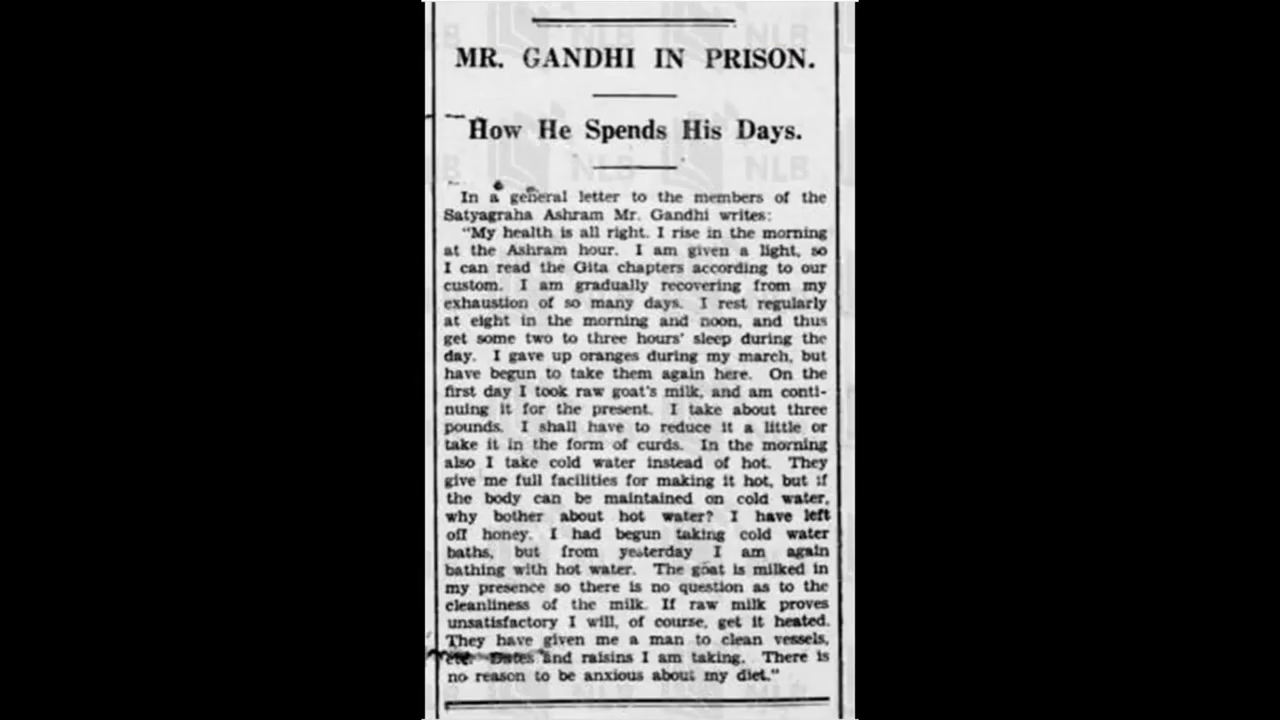 MR. GANDHI IN PRISON.
How He Spends His Days.
In a general letter to the members of the
Satyagraha Ashram Mr. Gandhi writes:
"My health is all right. I rise in the morning
at the Ashram hour. I am given a light, so
I can read the Gita chapters according to our
custom. I am gradually recovering from my
exhaustion of so many days. I rest regularly
at eight in the morning and noon, and thus
get some two to three hours' sleep during the
day. I gave up oranges during my march, but
have begun to take them again here. On the
first day I took raw goat's milk, and am conti-
nuing it for the present. I take about three
pounds. I shall have to reduce it a little or
take it in the form of curds. In the morning
also I take cold water instead of hot. They
give me full facilities for making it hot, but if
the body can be maintained on cold water,
why bother about hot water? I have left
off honey. I had begun taking cold water
baths, but from yesterday I am again
bathing with hot water. The goat is milked in
my presence so there is no question as to the
cleanliness of the milk. If raw milk proves
unsatisfactory I will, of course, get it heated.
They have given me a man to clean vessels,
etc. Dates and raisins I am taking. There is
no reason to be anxious about my diet."
NLB